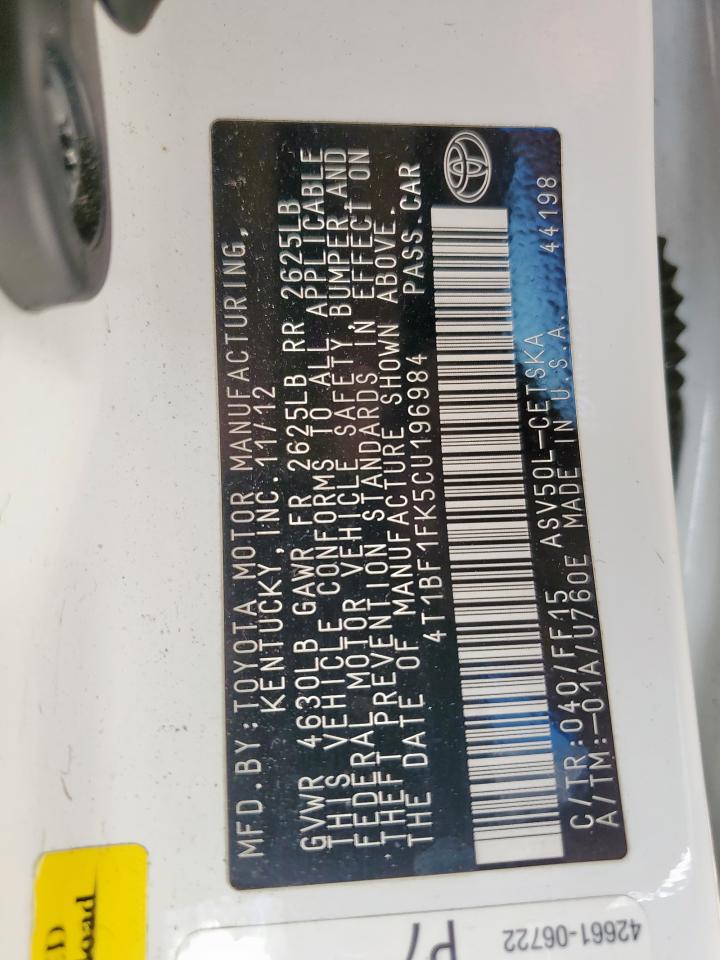 MFD.BY:TOYOTA MOTOR MANUFACTURING,
KENTUCKY,INC.11/12
GVWR 4630LB GAWR FR 2625LB RR 2625LB
THIS VEHICLE CONFORMS TO ALL APPLICABLE
FEDERAL MOTOR VEHICLE SAFETY, BUMPER,AND
THEFT PREVENTION STANDARDS IN EFFECT ON
THE DATE OF MANUFACTURE SHOWN ABOVE.
4T1BF1FK5CU196984 PASS.CAR
C/TR:040/FF15 ASV50L-CETSKA 44198
A/TM:-01A/U760E MADE IN U.S.A.
42661-06722